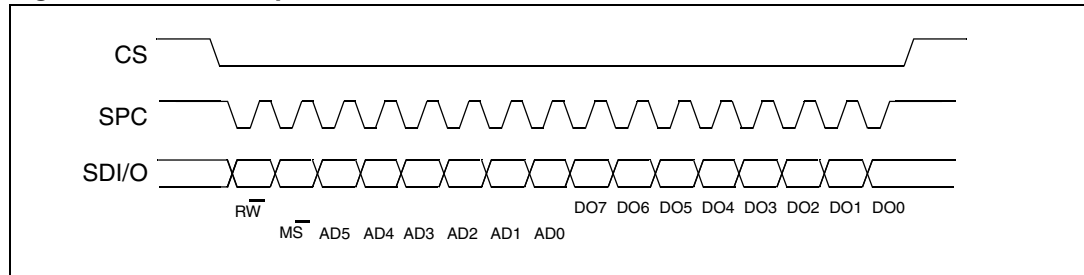 CS
SPC
SDI/O
RW̅
DO7 DO6 DO5 DO4 DO3 DO2 DO1 DO0
MS̅ AD5 AD4 AD3 AD2 AD1 AD0